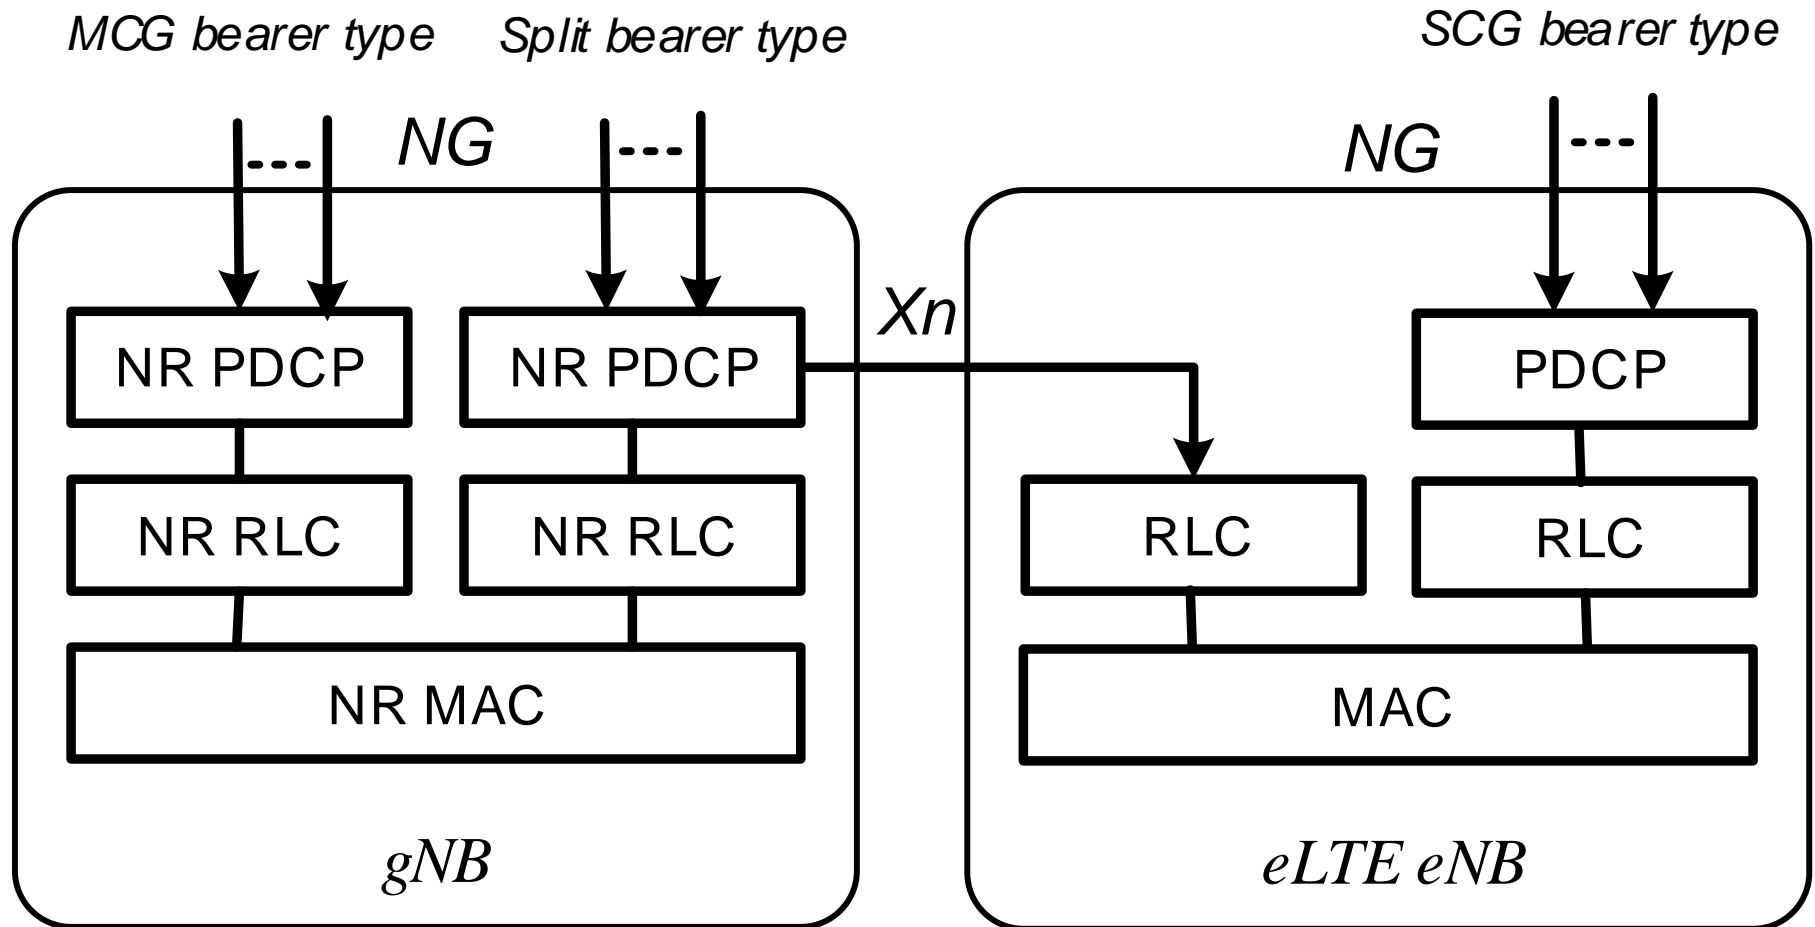 MCG bearer type
Split bearer type
SCG bearer type
NG
NG
Xn
NR PDCP
NR PDCP
PDCP
NR RLC
NR RLC
RLC
RLC
NR MAC
MAC
gNB
eLTE eNB